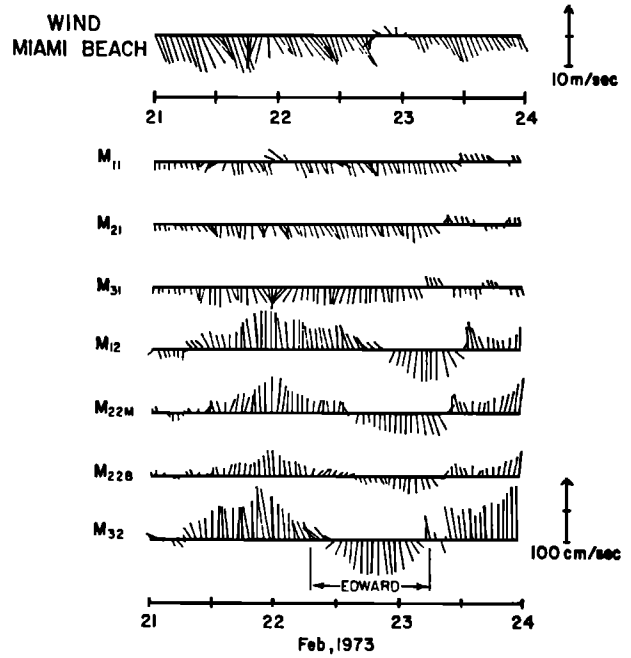 WIND
MIAMI BEACH
10 m/sec
21 22 23 24
M11
M21
M31
M12
M22M
M22B
M32
100 cm/sec
EDWARD
21 22 23 24
Feb, 1973